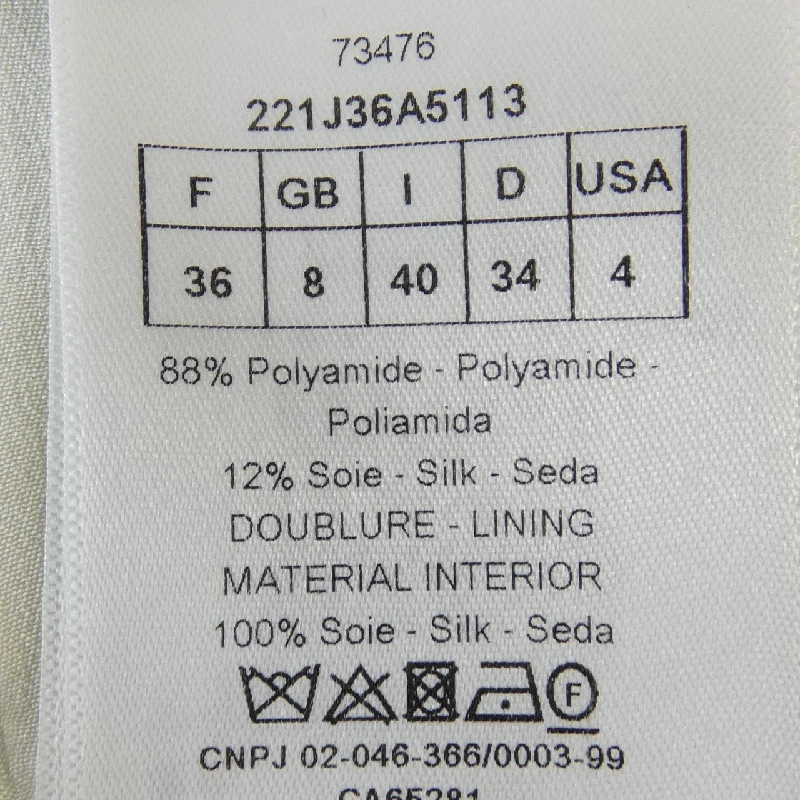 73476
221J36A5113
F GB I D USA
36 8 40 34 4
88% Polyamide - Polyamide -
Poliamida
12% Soie - Silk - Seda
DOUBLURE - LINING
MATERIAL INTERIOR
100% Soie - Silk - Seda
F
CNPJ 02-046-366/0003-99
CA65281